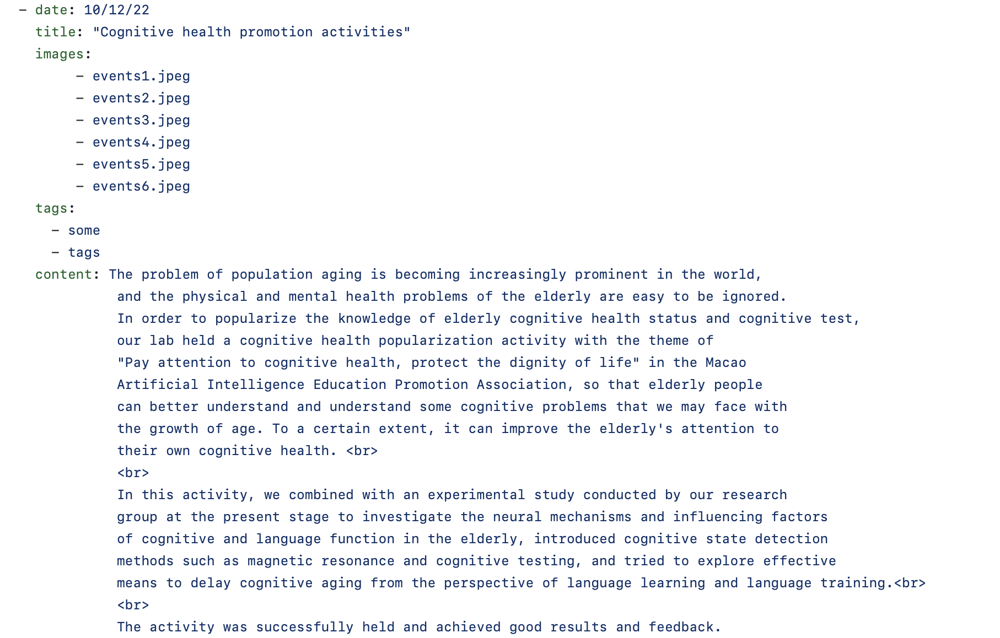 - date: 10/12/22
  title: "Cognitive health promotion activities"
  images:
       - events1.jpeg
       - events2.jpeg
       - events3.jpeg
       - events4.jpeg
       - events5.jpeg
       - events6.jpeg
  tags:
    - some
    - tags
  content: The problem of population aging is becoming increasingly prominent in the world,
            and the physical and mental health problems of the elderly are easy to be ignored.
            In order to popularize the knowledge of elderly cognitive health status and cognitive test,
            our lab held a cognitive health popularization activity with the theme of
            "Pay attention to cognitive health, protect the dignity of life" in the Macao
            Artificial Intelligence Education Promotion Association, so that elderly people
            can better understand and understand some cognitive problems that we may face with
            the growth of age. To a certain extent, it can improve the elderly's attention to
            their own cognitive health. <br>
            <br>
            In this activity, we combined with an experimental study conducted by our research
            group at the present stage to investigate the neural mechanisms and influencing factors
            of cognitive and language function in the elderly, introduced cognitive state detection
            methods such as magnetic resonance and cognitive testing, and tried to explore effective
            means to delay cognitive aging from the perspective of language learning and language training.<br>
            <br>
            The activity was successfully held and achieved good results and feedback.